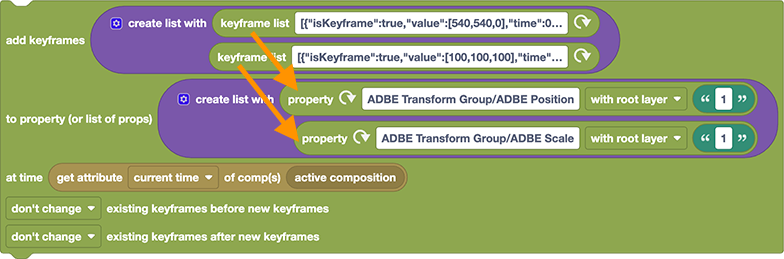 create list with keyframe list [{"isKeyframe":true,"value":[540,540,0],"time":0...
add keyframes
keyframe list [{"isKeyframe":true,"value":[100,100,100],"time"...
create list with property ADBE Transform Group/ADBE Position with root layer “ 1 ”
to property (or list of props)
property ADBE Transform Group/ADBE Scale with root layer “ 1 ”
at time get attribute current time of comp(s) active composition
don't change existing keyframes before new keyframes
don't change existing keyframes after new keyframes